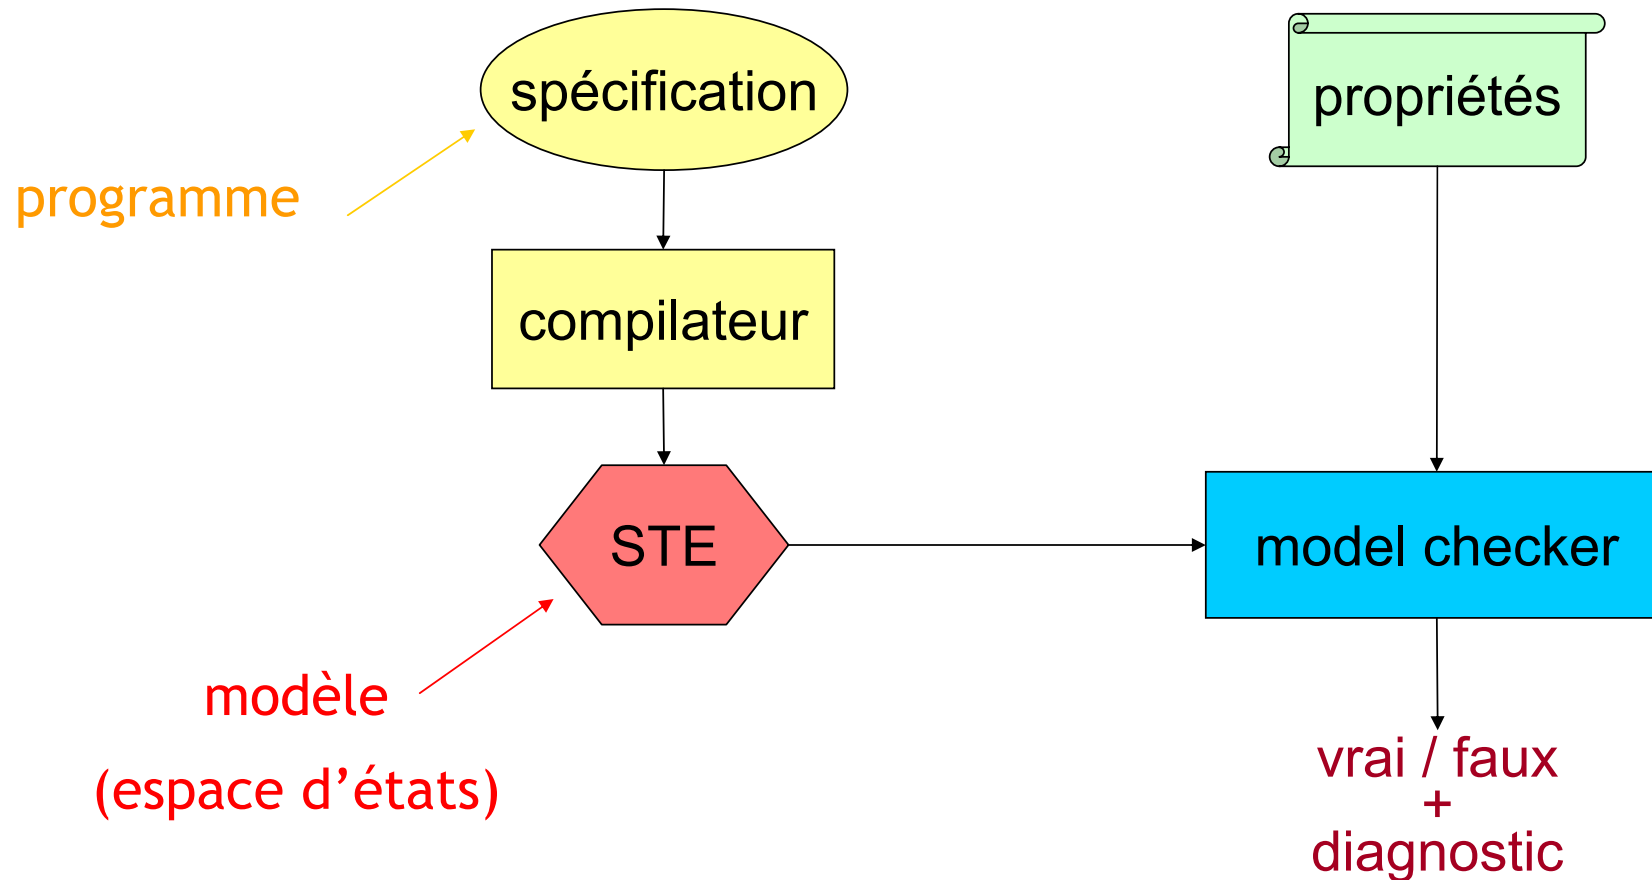 spécification
propriétés
programme
compilateur
STE
model checker
modèle
(espace d’états)
vrai / faux
+
diagnostic